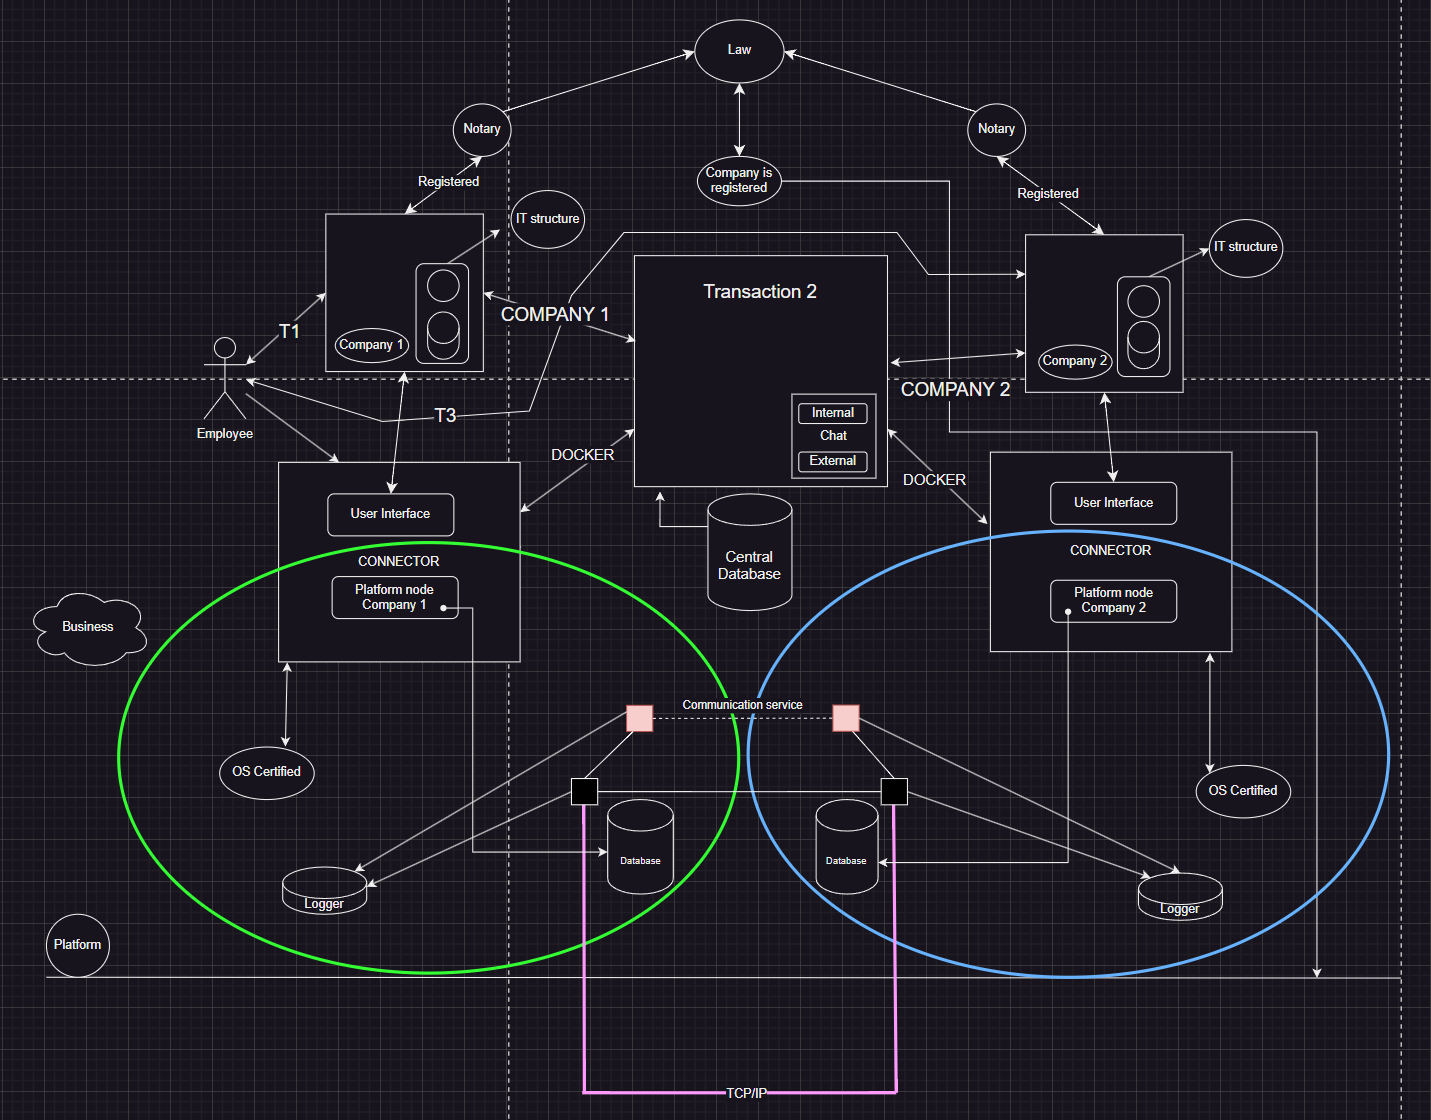 Law
Notary
Notary
Company is
registered
Registered
Registered
IT structure
IT structure
Transaction 2
COMPANY 1
T1
Company 1
Company 2
COMPANY 2
T3
Internal
Chat
External
Employee
DOCKER
DOCKER
User Interface
User Interface
CONNECTOR
CONNECTOR
Central
Database
Platform node
Company 1
Platform node
Company 2
Business
Communication service
OS Certified
OS Certified
Database
Database
Logger
Logger
Platform
TCP/IP